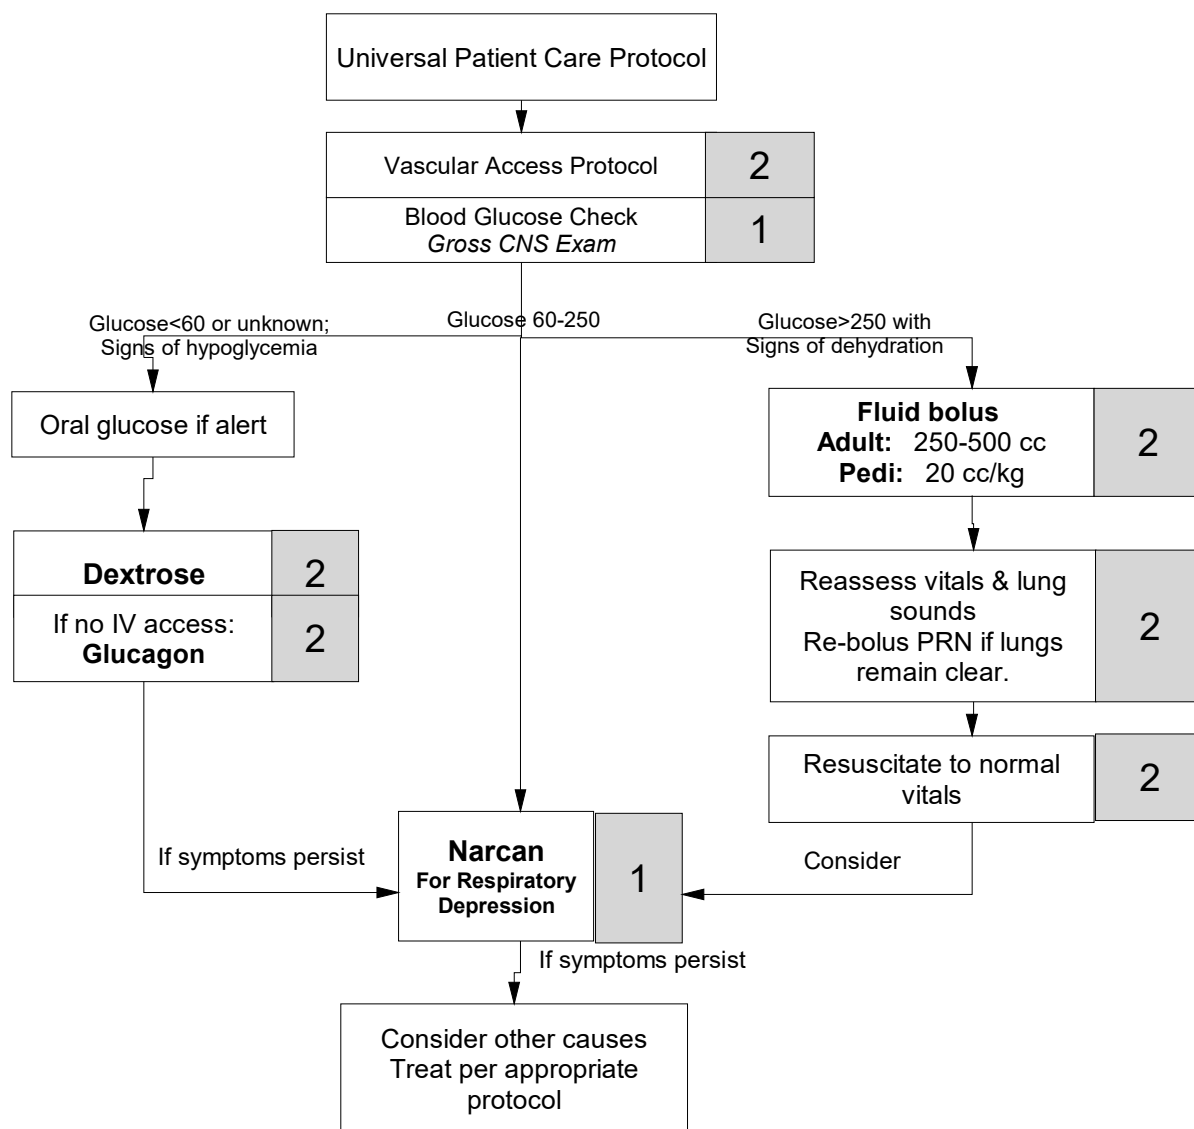 Universal Patient Care Protocol
Vascular Access Protocol
2
Blood Glucose Check
Gross CNS Exam
1
Glucose<60 or unknown;
Signs of hypoglycemia
Glucose 60-250
Glucose>250 with
Signs of dehydration
Oral glucose if alert
Fluid bolus
Adult: 250-500 cc
Pedi: 20 cc/kg
2
Dextrose
2
If no IV access:
Glucagon
2
Reassess vitals & lung
sounds
Re-bolus PRN if lungs
remain clear.
2
Resuscitate to normal
vitals
2
If symptoms persist
Narcan
For Respiratory
Depression
1
Consider
If symptoms persist
Consider other causes
Treat per appropriate
protocol